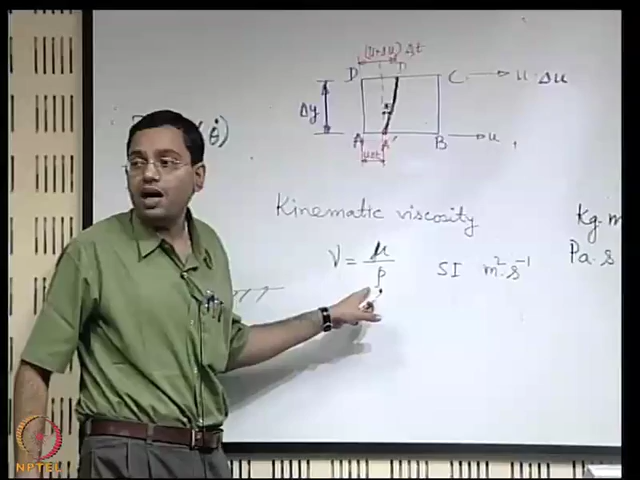 (u+Δu) Δt
D D'
C → u+Δu
Δy
(θ̇)
A A' B → u
uΔt
Kinematic viscosity
Kg.m
ν = μ/ρ SI m².s⁻¹ Pa.s
NPTEL